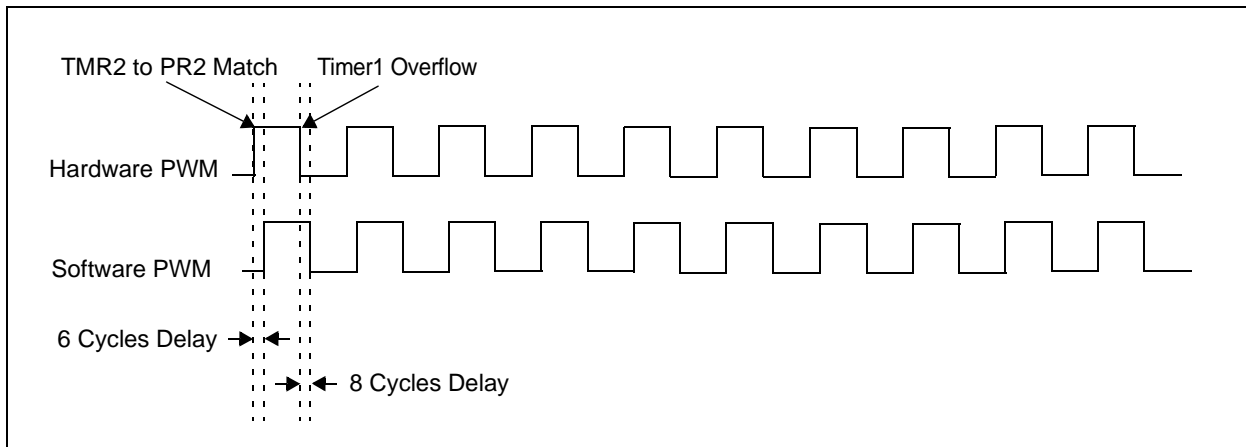 TMR2 to PR2 Match
Timer1 Overflow
Hardware PWM
Software PWM
6 Cycles Delay
8 Cycles Delay